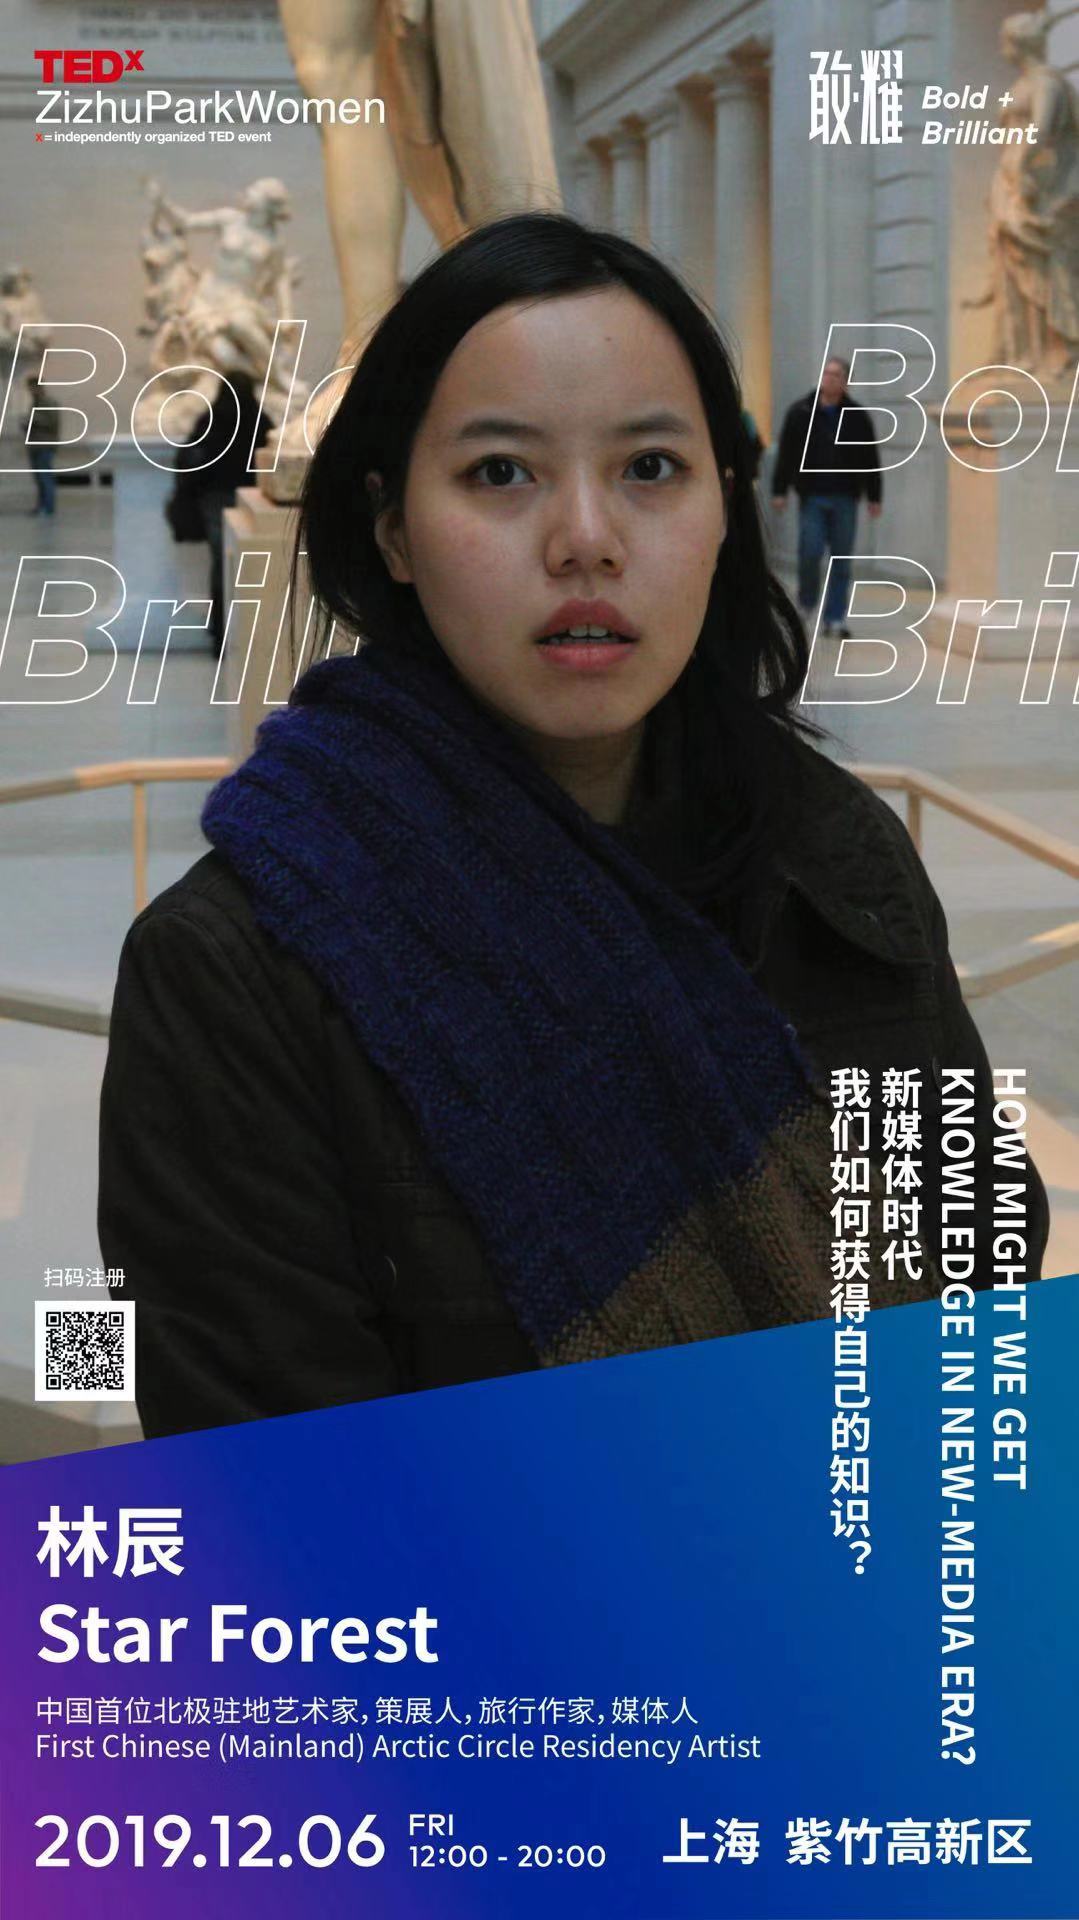 TEDx
ZizhuParkWomen
x = independently organized TED event
敢·耀
Bold +
Brilliant
Bold
Bol
Bril
Bri
HOW MIGHT WE GET
KNOWLEDGE IN NEW-MEDIA ERA?
新媒体时代
我们如何获得自己的知识？
扫码注册
林辰
Star Forest
中国首位北极驻地艺术家，策展人，旅行作家，媒体人
First Chinese (Mainland) Arctic Circle Residency Artist
2019.12.06
FRI
12:00 - 20:00
上海 紫竹高新区